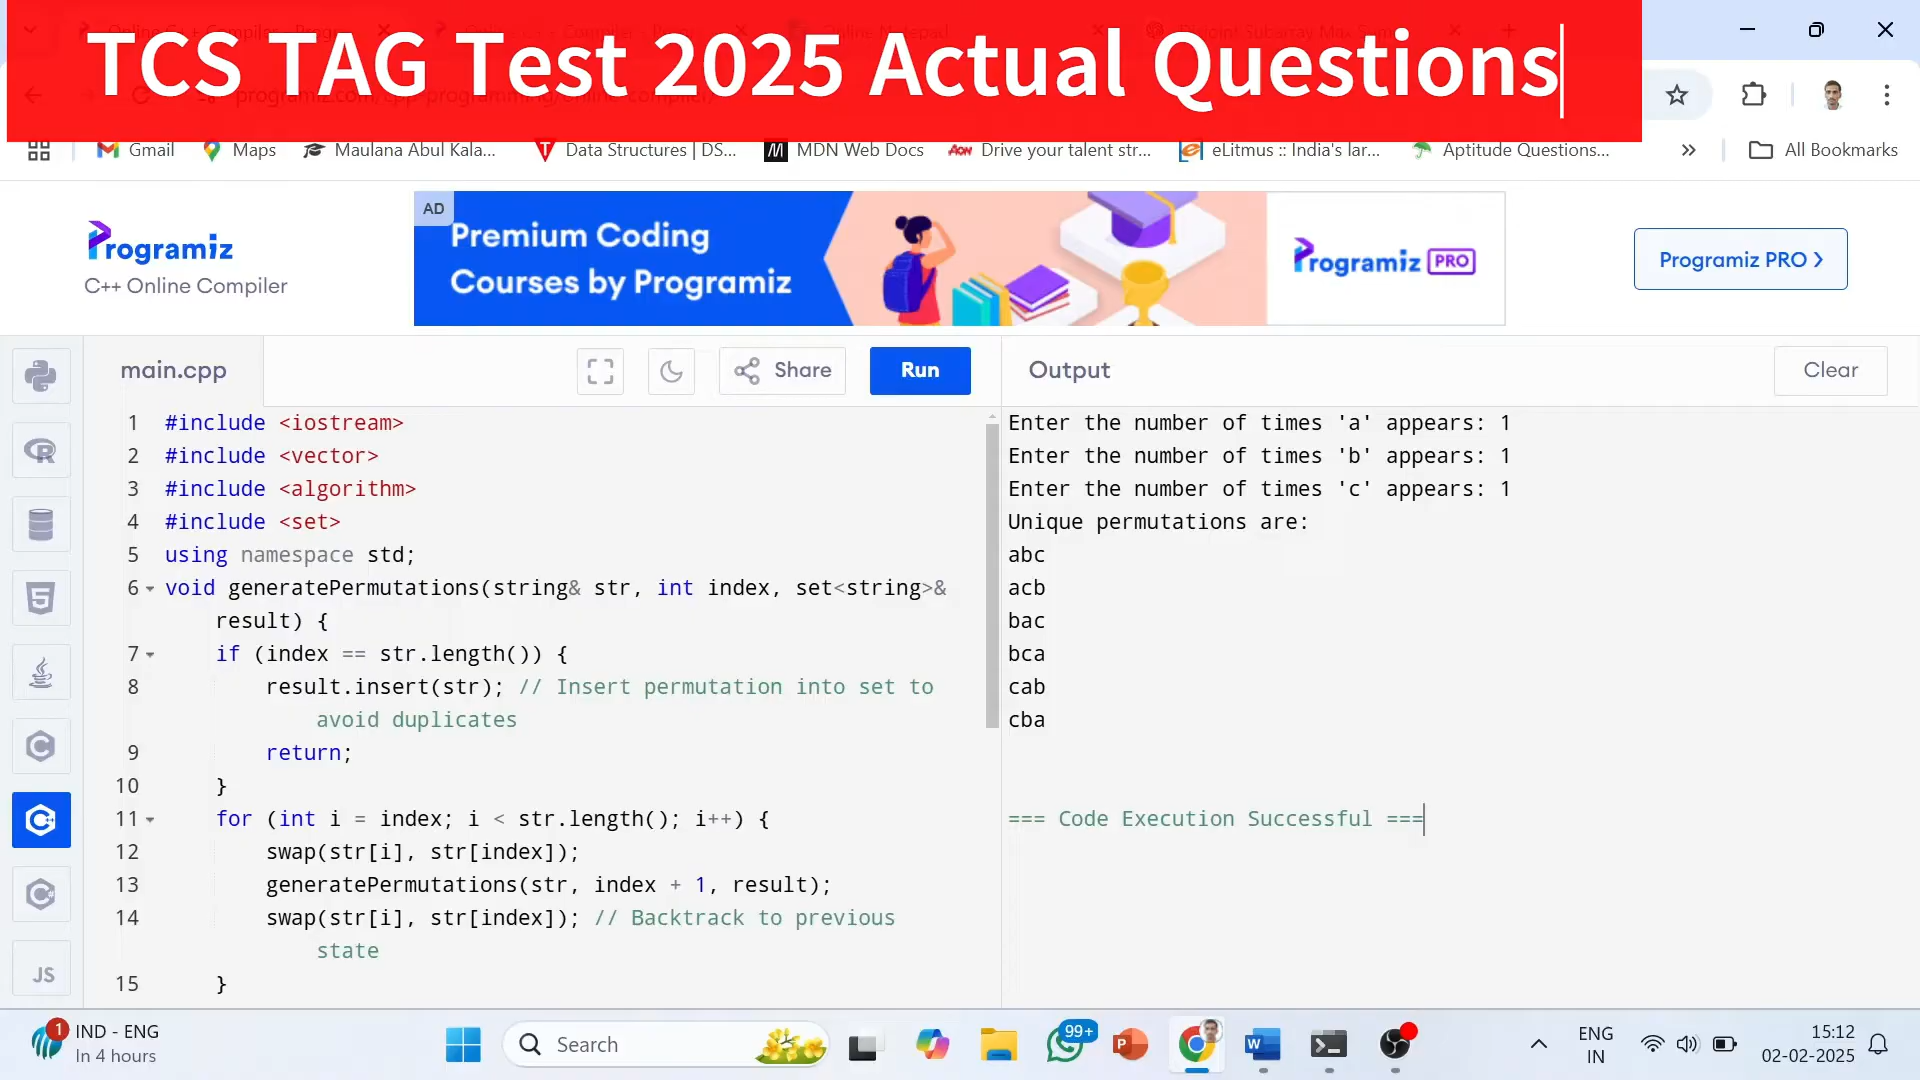 TCS TAG Test 2025 Actual Questions
Gmail
Maps
Maulana Abul Kala...
Data Structures | DS...
MDN Web Docs
Drive your talent str...
eLitmus :: India's lar...
Aptitude Questions...
All Bookmarks
Programiz
C++ Online Compiler
AD
Premium Coding
Courses by Programiz
Programiz PRO
Programiz PRO
main.cpp
Share
Run
Output
Clear
1 #include <iostream>
2 #include <vector>
3 #include <algorithm>
4 #include <set>
5 using namespace std;
6 void generatePermutations(string& str, int index, set<string>&
result) {
7 if (index == str.length()) {
8 result.insert(str); // Insert permutation into set to
avoid duplicates
9 return;
10 }
11 for (int i = index; i < str.length(); i++) {
12 swap(str[i], str[index]);
13 generatePermutations(str, index + 1, result);
14 swap(str[i], str[index]); // Backtrack to previous
state
15 }
Enter the number of times 'a' appears: 1
Enter the number of times 'b' appears: 1
Enter the number of times 'c' appears: 1
Unique permutations are:
abc
acb
bac
bca
cab
cba
=== Code Execution Successful ===
JS
1
IND - ENG
In 4 hours
Search
99+
ENG
IN
15:12
02-02-2025